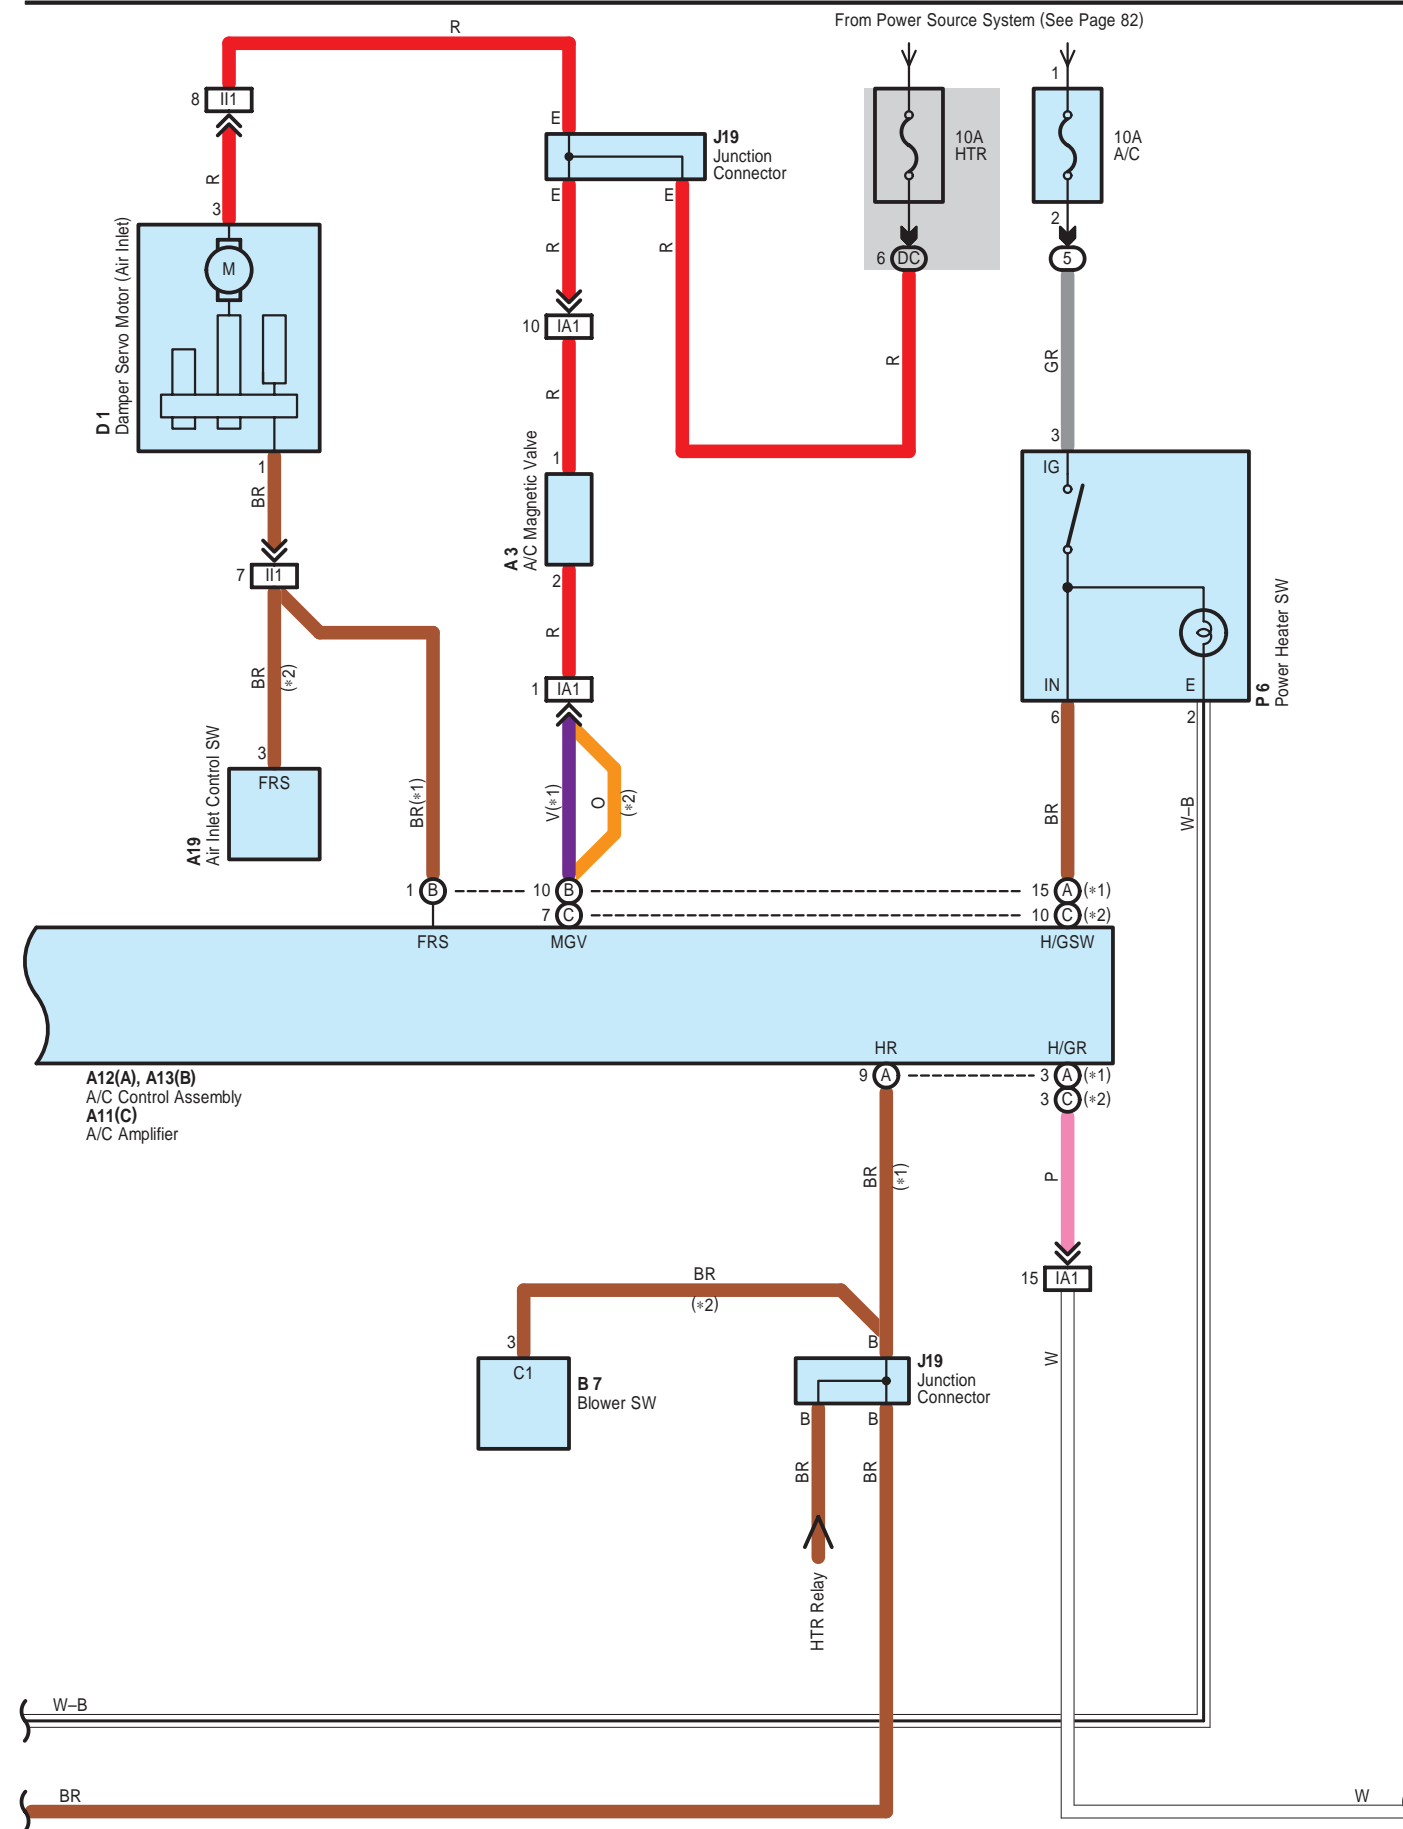 From Power Source System (See Page 82)
R
1
8 II1
10A
HTR
10A
A/C
E
J19
Junction
Connector
R
3
E
E
2
R
R
6 DC
5
M
D 1
Damper Servo Motor (Air Inlet)
10 IA1
R
GR
R
3
1
BR
1
IG
A 3
A/C Magnetic Valve
7 II1
2
R
P 6
Power Heater SW
BR
(*2)
1 IA1
IN
E
6
2
3
FRS
A19
Air Inlet Control SW
BR(*1)
V(*1)
O
(*2)
BR
W–B
1 B
10 B
15 A (*1)
7 C
10 C (*2)
FRS
MGV
H/GSW
HR
H/GR
A12(A), A13(B)
A/C Control Assembly
A11(C)
A/C Amplifier
9 A
3 A (*1)
3 C (*2)
BR
(*1)
P
BR
(*2)
15 IA1
3
B
C1
B 7
Blower SW
J19
Junction
Connector
W
B
B
BR
BR
HTR Relay
W–B
BR
W